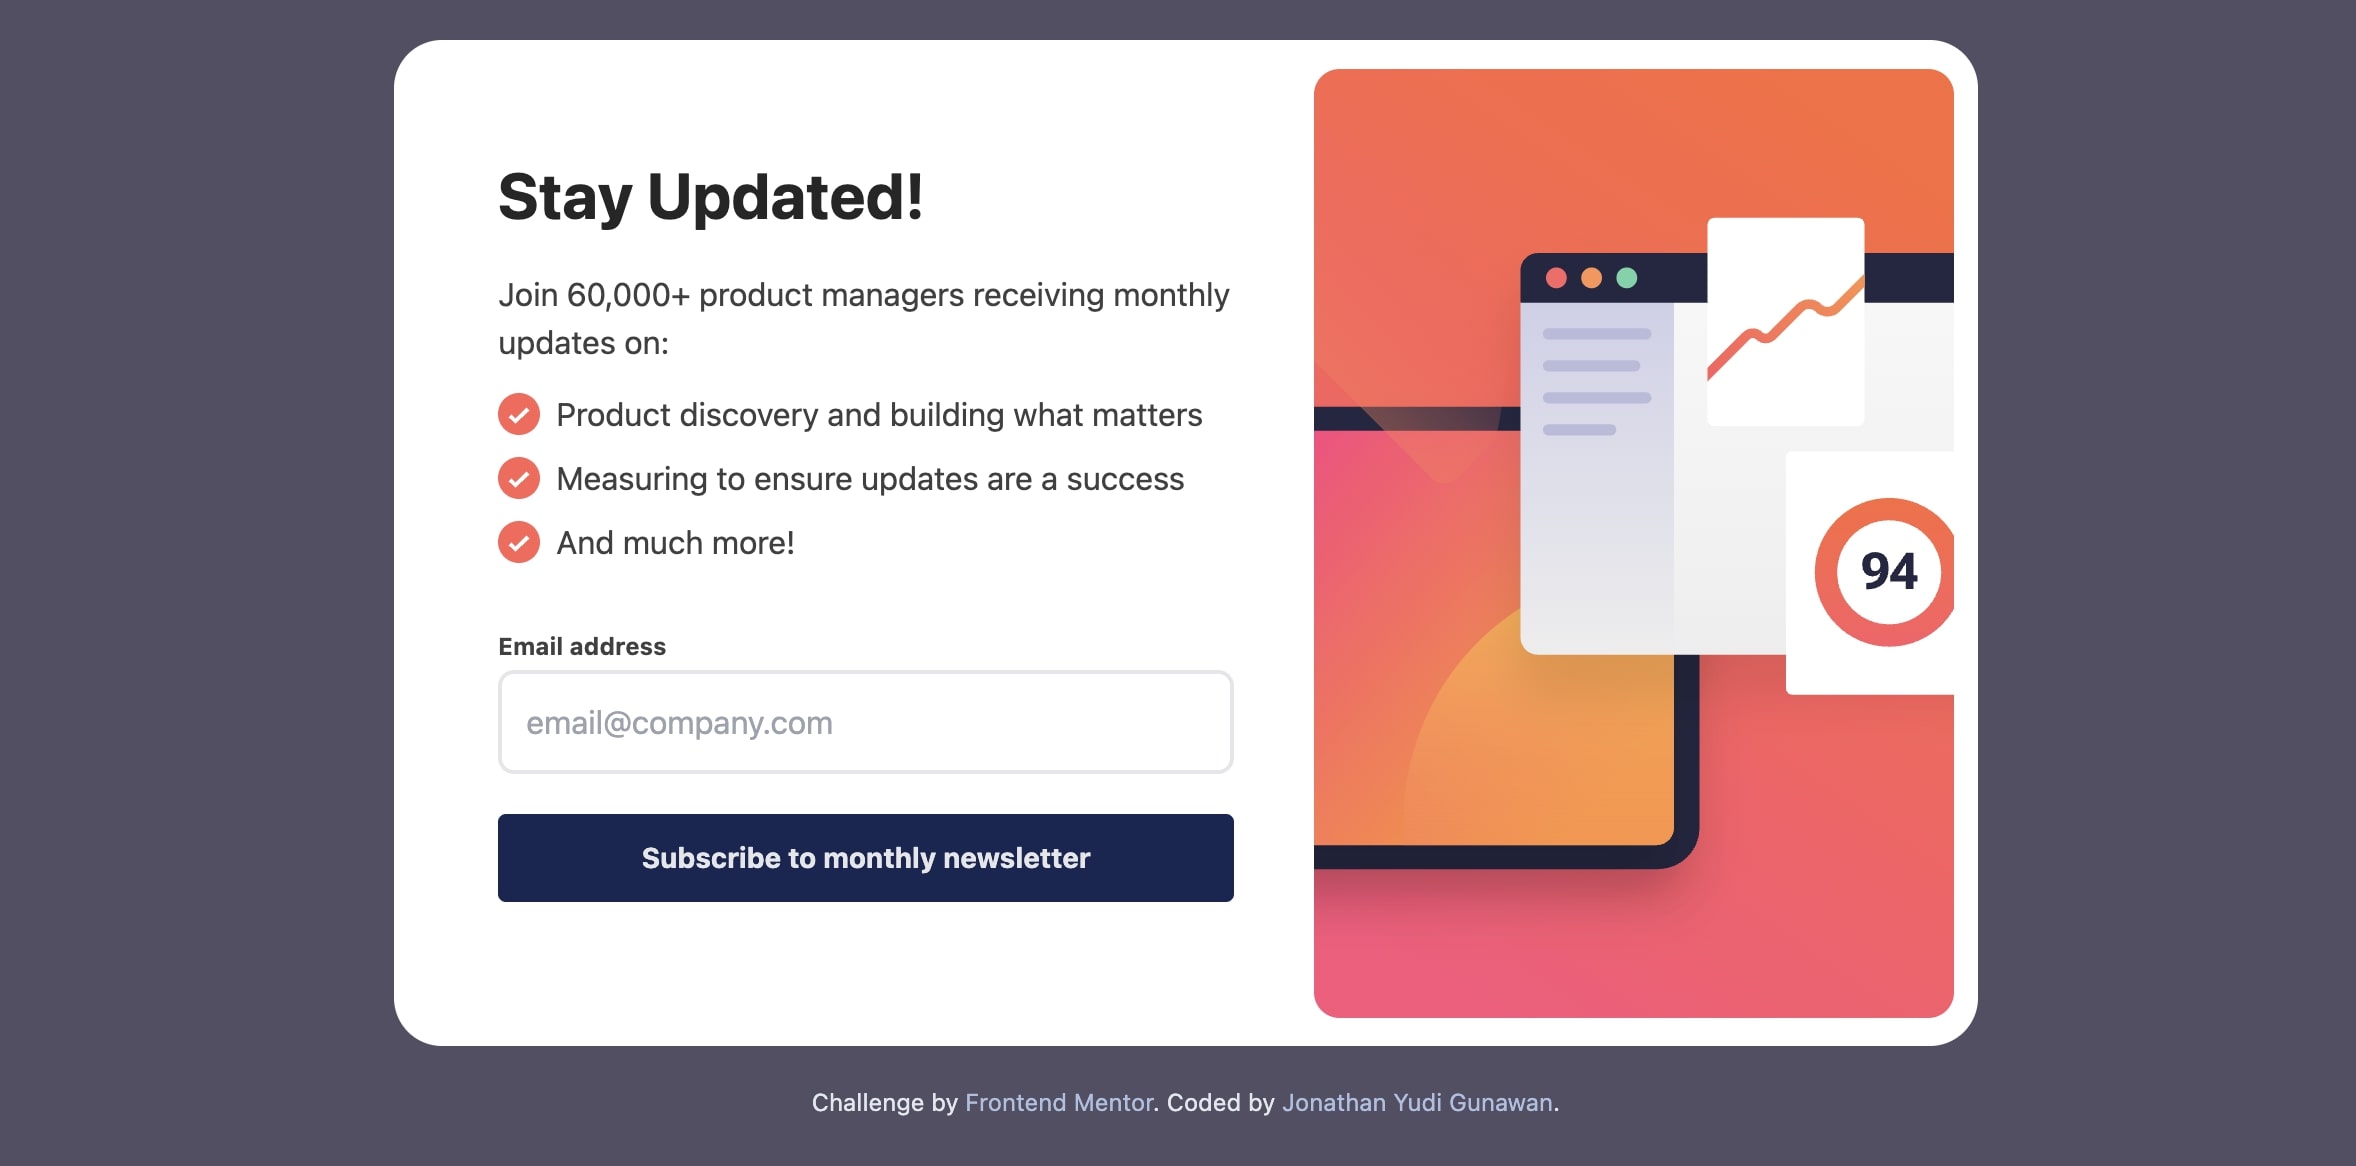 Stay Updated!
Join 60,000+ product managers receiving monthly
updates on:
Product discovery and building what matters
Measuring to ensure updates are a success
And much more!
Email address
email@company.com
Subscribe to monthly newsletter
94
Challenge by Frontend Mentor. Coded by Jonathan Yudi Gunawan.